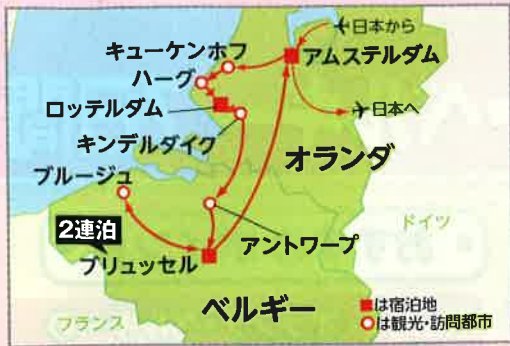 日本から
キューケンホフ
アムステルダム
ハーグ
ロッテルダム
日本へ
キンデルダイク
オランダ
ブルージュ
ドイツ
2連泊
アントワープ
ブリュッセル
ベルギー
■は宿泊地
フランス
○は観光・訪問都市